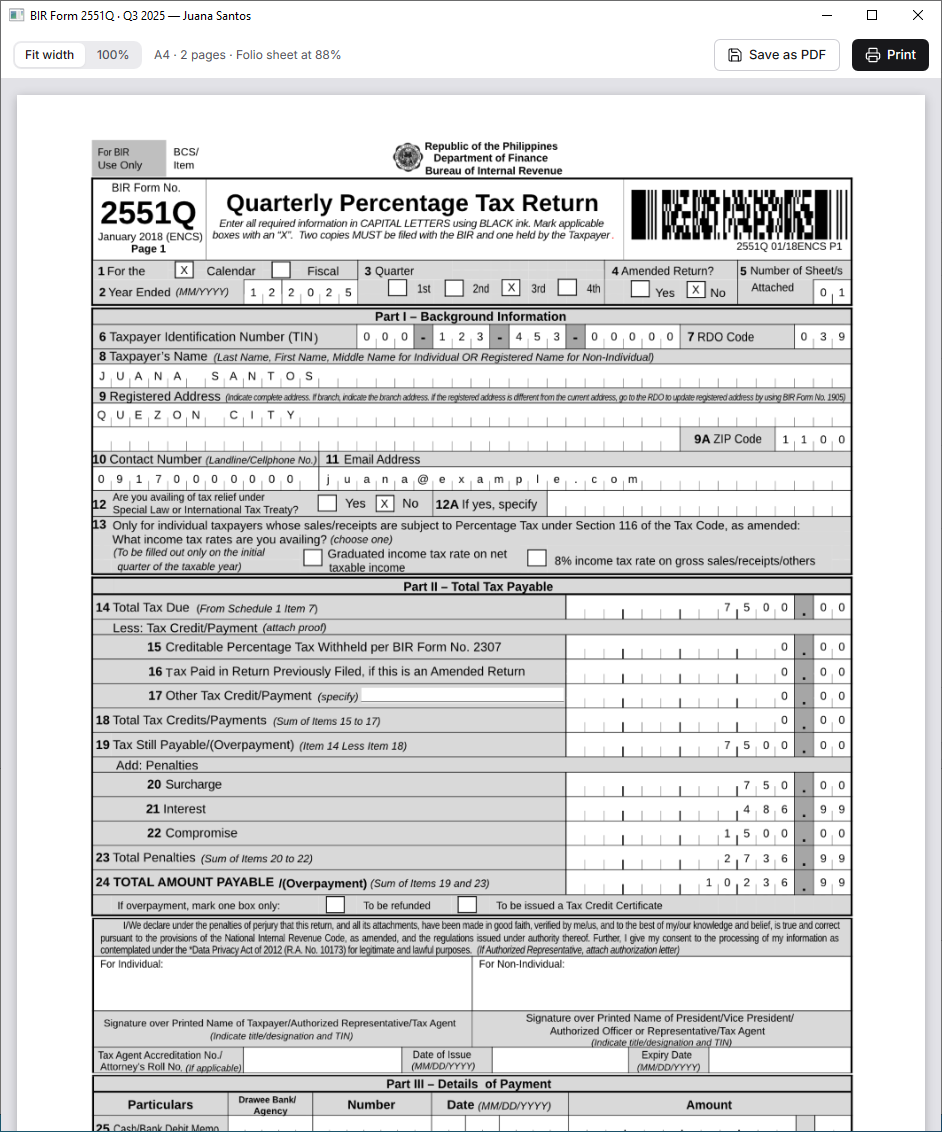 BIR Form 2551Q · Q3 2025 — Juana Santos
Fit width 100% A4 · 2 pages · Folio sheet at 88% Save as PDF Print
For BIR Use Only
BCS/ Item
Republic of the Philippines
Department of Finance
Bureau of Internal Revenue
BIR Form No.
2551Q
January 2018 (ENCS)
Page 1
Quarterly Percentage Tax Return
Enter all required information in CAPITAL LETTERS using BLACK ink. Mark applicable
boxes with an "X". Two copies MUST be filed with the BIR and one held by the Taxpayer.
2551Q 01/18ENCS P1
1 For the X Calendar Fiscal
2 Year Ended (MM/YYYY) 1 2 2 0 2 5
3 Quarter
1st 2nd X 3rd 4th
4 Amended Return?
Yes X No
5 Number of Sheet/s
Attached 0 1
Part I – Background Information
6 Taxpayer Identification Number (TIN) 0 0 0 - 1 2 3 - 4 5 3 - 0 0 0 0 0 7 RDO Code 0 3 9
8 Taxpayer's Name (Last Name, First Name, Middle Name for Individual OR Registered Name for Non-Individual)
J U A N A S A N T O S
9 Registered Address (Indicate complete address. If branch, indicate the branch address. if the registered address is different from the current address, go to the RDO to update registered address by using BIR Form No. 1905)
Q U E Z O N C I T Y
9A ZIP Code 1 1 0 0
10 Contact Number (Landline/Cellphone No.) 11 Email Address
0 9 1 7 0 0 0 0 0 0 0 j u a n a @ e x a m p l e . c o m
12 Are you availing of tax relief under
Special Law or International Tax Treaty? Yes X No 12A If yes, specify
13 Only for individual taxpayers whose sales/receipts are subject to Percentage Tax under Section 116 of the Tax Code, as amended:
What income tax rates are you availing? (choose one)
(To be filled out only on the initial
quarter of the taxable year)
Graduated income tax rate on net
taxable income
8% income tax rate on gross sales/receipts/others
Part II – Total Tax Payable
14 Total Tax Due (From Schedule 1 Item 7) 7 5 0 0 . 0 0
Less: Tax Credit/Payment (attach proof)
15 Creditable Percentage Tax Withheld per BIR Form No. 2307 0 . 0 0
16 Tax Paid in Return Previously Filed, if this is an Amended Return 0 . 0 0
17 Other Tax Credit/Payment (specify) 0 . 0 0
18 Total Tax Credits/Payments (Sum of Items 15 to 17) 0 . 0 0
19 Tax Still Payable/(Overpayment) (Item 14 Less Item 18) 7 5 0 0 . 0 0
Add: Penalties
20 Surcharge 7 5 0 . 0 0
21 Interest 4 8 6 . 9 9
22 Compromise 1 5 0 0 . 0 0
23 Total Penalties (Sum of Items 20 to 22) 2 7 3 6 . 9 9
24 TOTAL AMOUNT PAYABLE /(Overpayment) (Sum of Items 19 and 23) 1 0 2 3 6 . 9 9
If overpayment, mark one box only: To be refunded To be issued a Tax Credit Certificate
I/We declare under the penalties of perjury that this return, and all its attachments, have been made in good faith, verified by me/us, and to the best of my/our knowledge and belief, is true and correct
pursuant to the provisions of the National Internal Revenue Code, as amended, and the regulations issued under authority thereof. Further, I give my consent to the processing of my information as
contemplated under the *Data Privacy Act of 2012 (R.A. No. 10173) for legitimate and lawful purposes. (If Authorized Representative, attach authorization letter)
For Individual: For Non-Individual:
Signature over Printed Name of Taxpayer/Authorized Representative/Tax Agent
(Indicate title/designation and TIN)
Signature over Printed Name of President/Vice President/
Authorized Officer or Representative/Tax Agent
(Indicate title/designation and TIN)
Tax Agent Accreditation No./
Attorney's Roll No. (If applicable)
Date of Issue
(MM/DD/YYYY)
Expiry Date
(MM/DD/YYYY)
Part III – Details of Payment
Particulars Drawee Bank/ Agency Number Date (MM/DD/YYYY) Amount
25 Cash/Bank Debit Memo